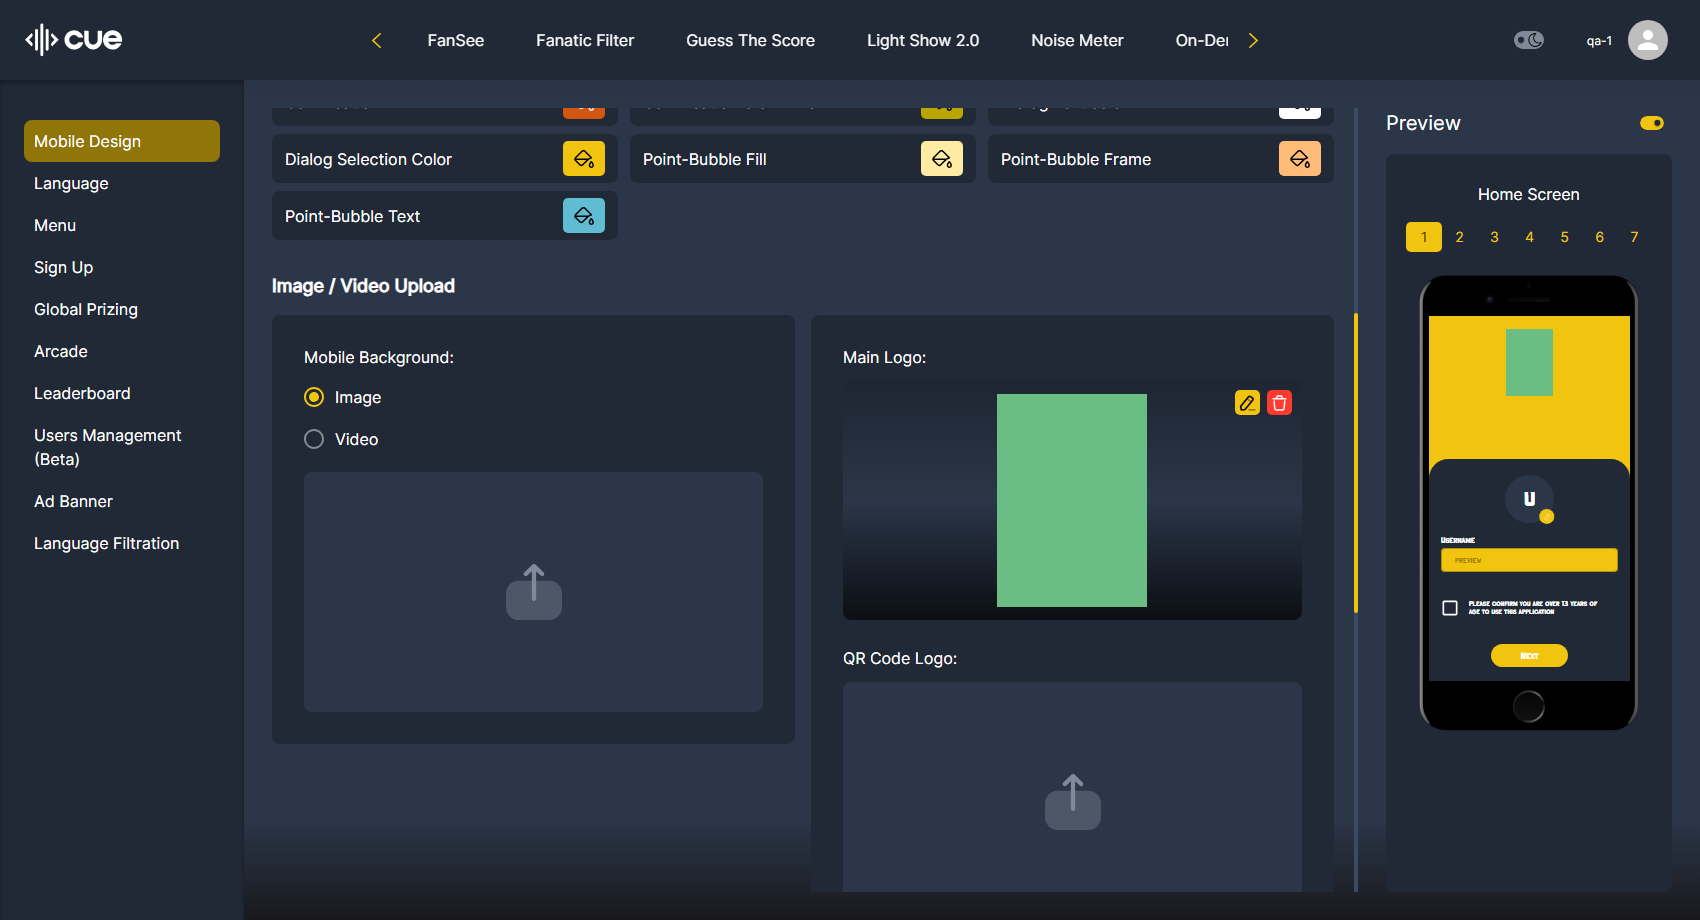 cue
FanSee
Fanatic Filter
Guess The Score
Light Show 2.0
Noise Meter
On-De
qa-1
Mobile Design
Language
Menu
Sign Up
Global Prizing
Arcade
Leaderboard
Users Management
(Beta)
Ad Banner
Language Filtration
Dialog Selection Color
Point-Bubble Fill
Point-Bubble Frame
Point-Bubble Text
Image / Video Upload
Mobile Background:
Image
Video
Main Logo:
QR Code Logo:
Preview
Home Screen
1 2 3 4 5 6 7
U
Username
PREVIEW
Please confirm you are over 13 years of
age to use this application
Next